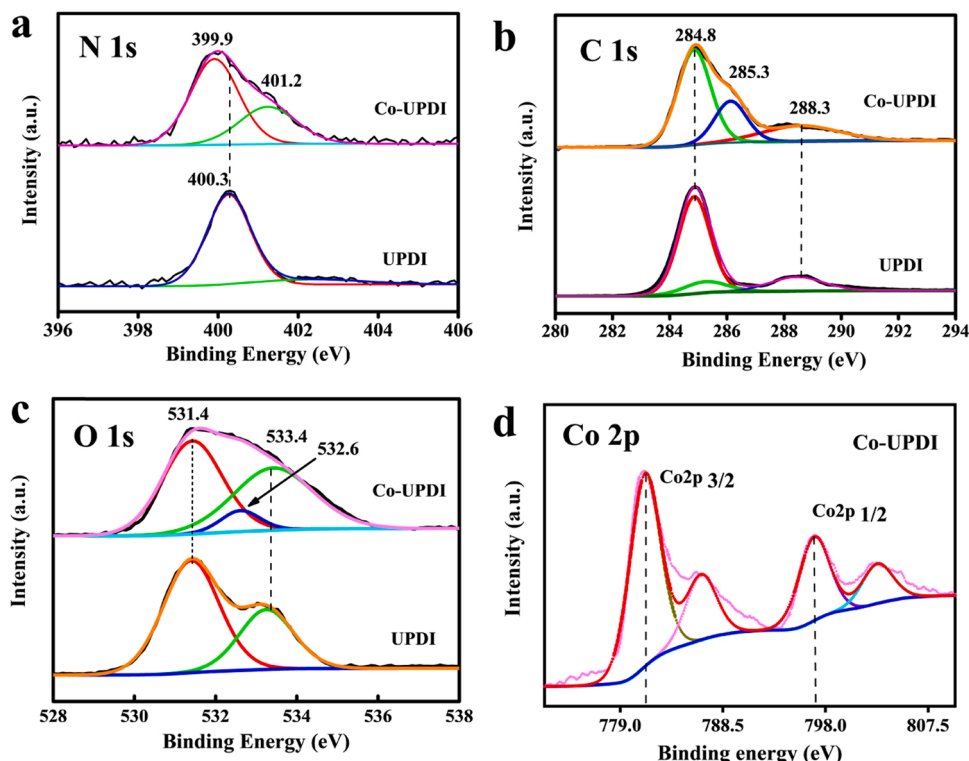 a
N 1s
399.9
401.2
Co-UPDI
400.3
UPDI
Intensity (a.u.)
396 398 400 402 404 406
Binding Energy (eV)
b
C 1s
284.8
285.3
288.3
Co-UPDI
UPDI
Intensity (a.u.)
280 282 284 286 288 290 292 294
Binding Energy (eV)
c
O 1s
531.4
533.4
532.6
Co-UPDI
UPDI
Intensity (a.u.)
528 530 532 534 536 538
Binding Energy (eV)
d
Co 2p
Co-UPDI
Co2p 3/2
Co2p 1/2
Intensity (a.u.)
779.0 788.5 798.0 807.5
Binding energy (eV)